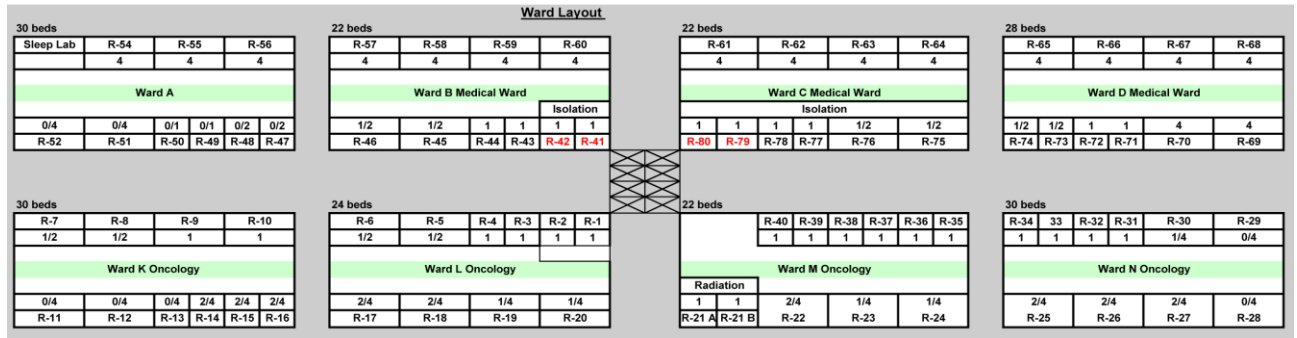 Ward Layout
30 beds
Sleep Lab R-54 R-55 R-56
4 4 4
Ward A
0/4 0/4 0/1 0/1 0/2 0/2
R-52 R-51 R-50 R-49 R-48 R-47
22 beds
R-57 R-58 R-59 R-60
4 4 4 4
Ward B Medical Ward
Isolation
1/2 1/2 1 1 1 1
R-46 R-45 R-44 R-43 R-42 R-41
22 beds
R-61 R-62 R-63 R-64
4 4 4 4
Ward C Medical Ward
Isolation
1 1 1 1 1/2 1/2
R-80 R-79 R-78 R-77 R-76 R-75
28 beds
R-65 R-66 R-67 R-68
4 4 4 4
Ward D Medical Ward
1/2 1/2 1 1 4 4
R-74 R-73 R-72 R-71 R-70 R-69
30 beds
R-7 R-8 R-9 R-10
1/2 1/2 1 1
Ward K Oncology
0/4 0/4 0/4 2/4 2/4 2/4
R-11 R-12 R-13 R-14 R-15 R-16
24 beds
R-6 R-5 R-4 R-3 R-2 R-1
1/2 1/2 1 1 1 1
Ward L Oncology
2/4 2/4 1/4 1/4
R-17 R-18 R-19 R-20
22 beds
R-40 R-39 R-38 R-37 R-36 R-35
1 1 1 1 1 1
Ward M Oncology
Radiation
1 1 2/4 1/4 1/4
R-21 A R-21 B R-22 R-23 R-24
30 beds
R-34 33 R-32 R-31 R-30 R-29
1 1 1 1 1/4 0/4
Ward N Oncology
2/4 2/4 2/4 0/4
R-25 R-26 R-27 R-28